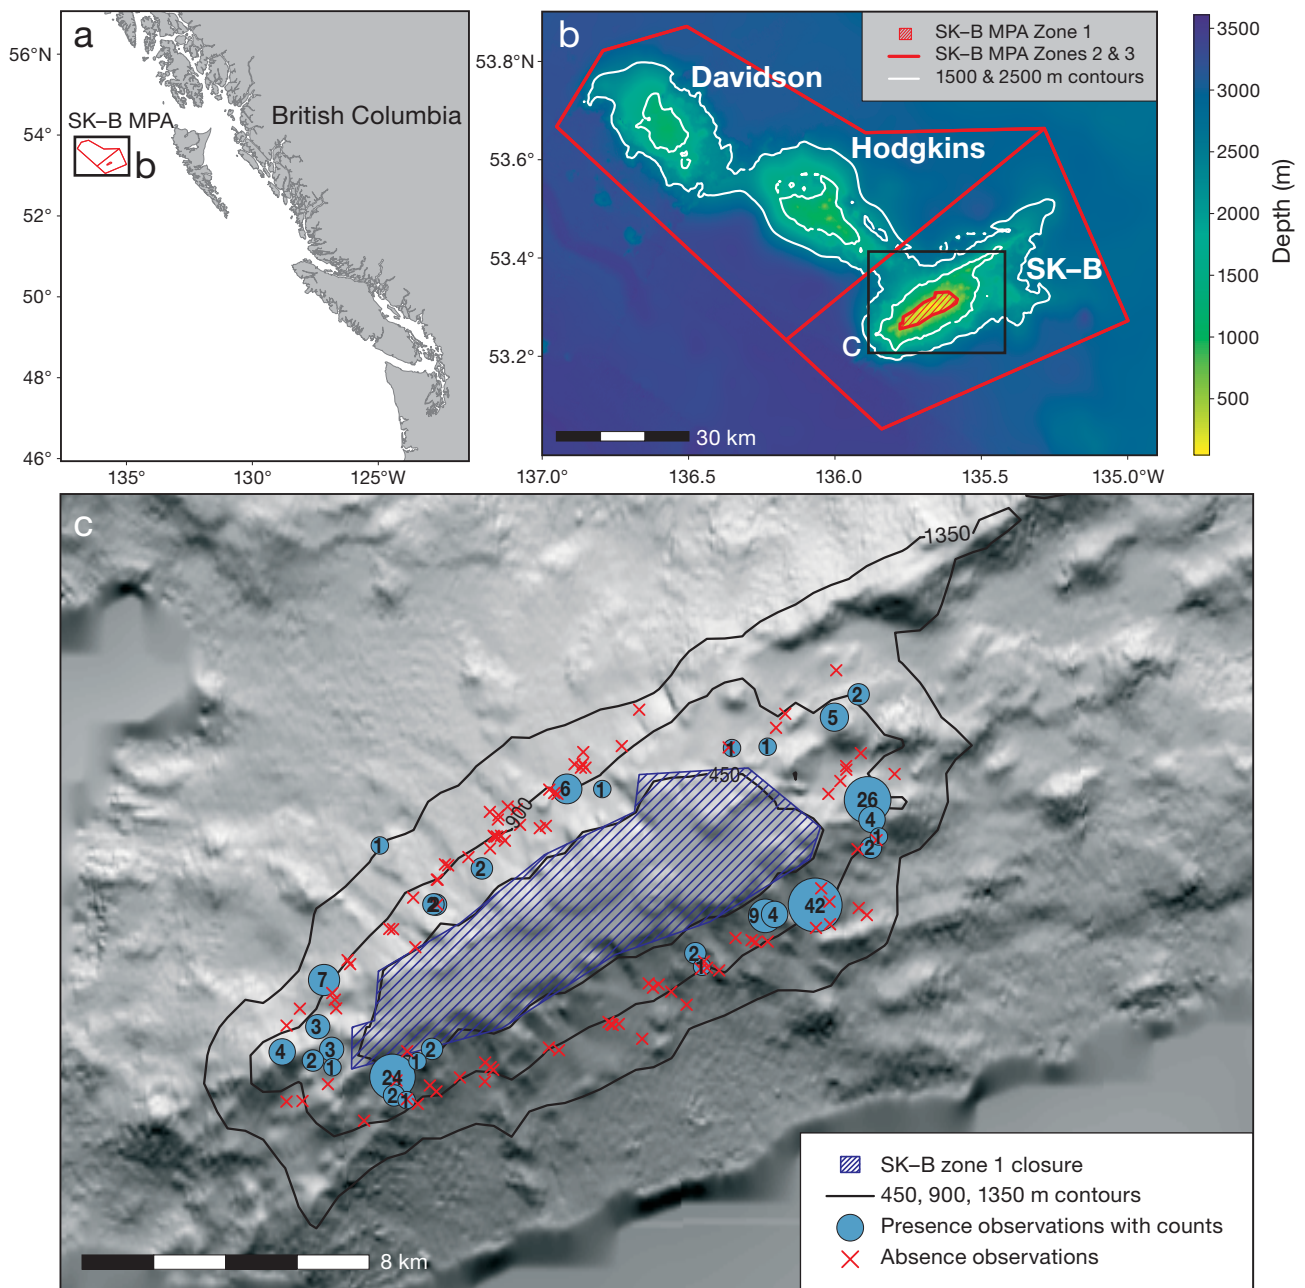 a
56°N
54°
52°
50°
48°
46°
135°
130°
125°
British Columbia
SK–B MPA
b
b
SK–B MPA Zone 1
SK–B MPA Zones 2 & 3
1500 & 2500 m contours
Davidson
Hodgkins
SK–B
c
30 km
53.8°N
53.6°
53.4°
53.2°
137.0°
136.5°
136.0°
135.5°
135.0°W
3500
3000
2500
2000
1500
1000
500
Depth (m)
c
1350
2
5
1
1
450
6
1
26
900
4
1
1
2
2
2
42
9
4
2
1
7
3
4
3
2
2
1
1
24
2
1
SK–B zone 1 closure
450, 900, 1350 m contours
Presence observations with counts
Absence observations
8 km